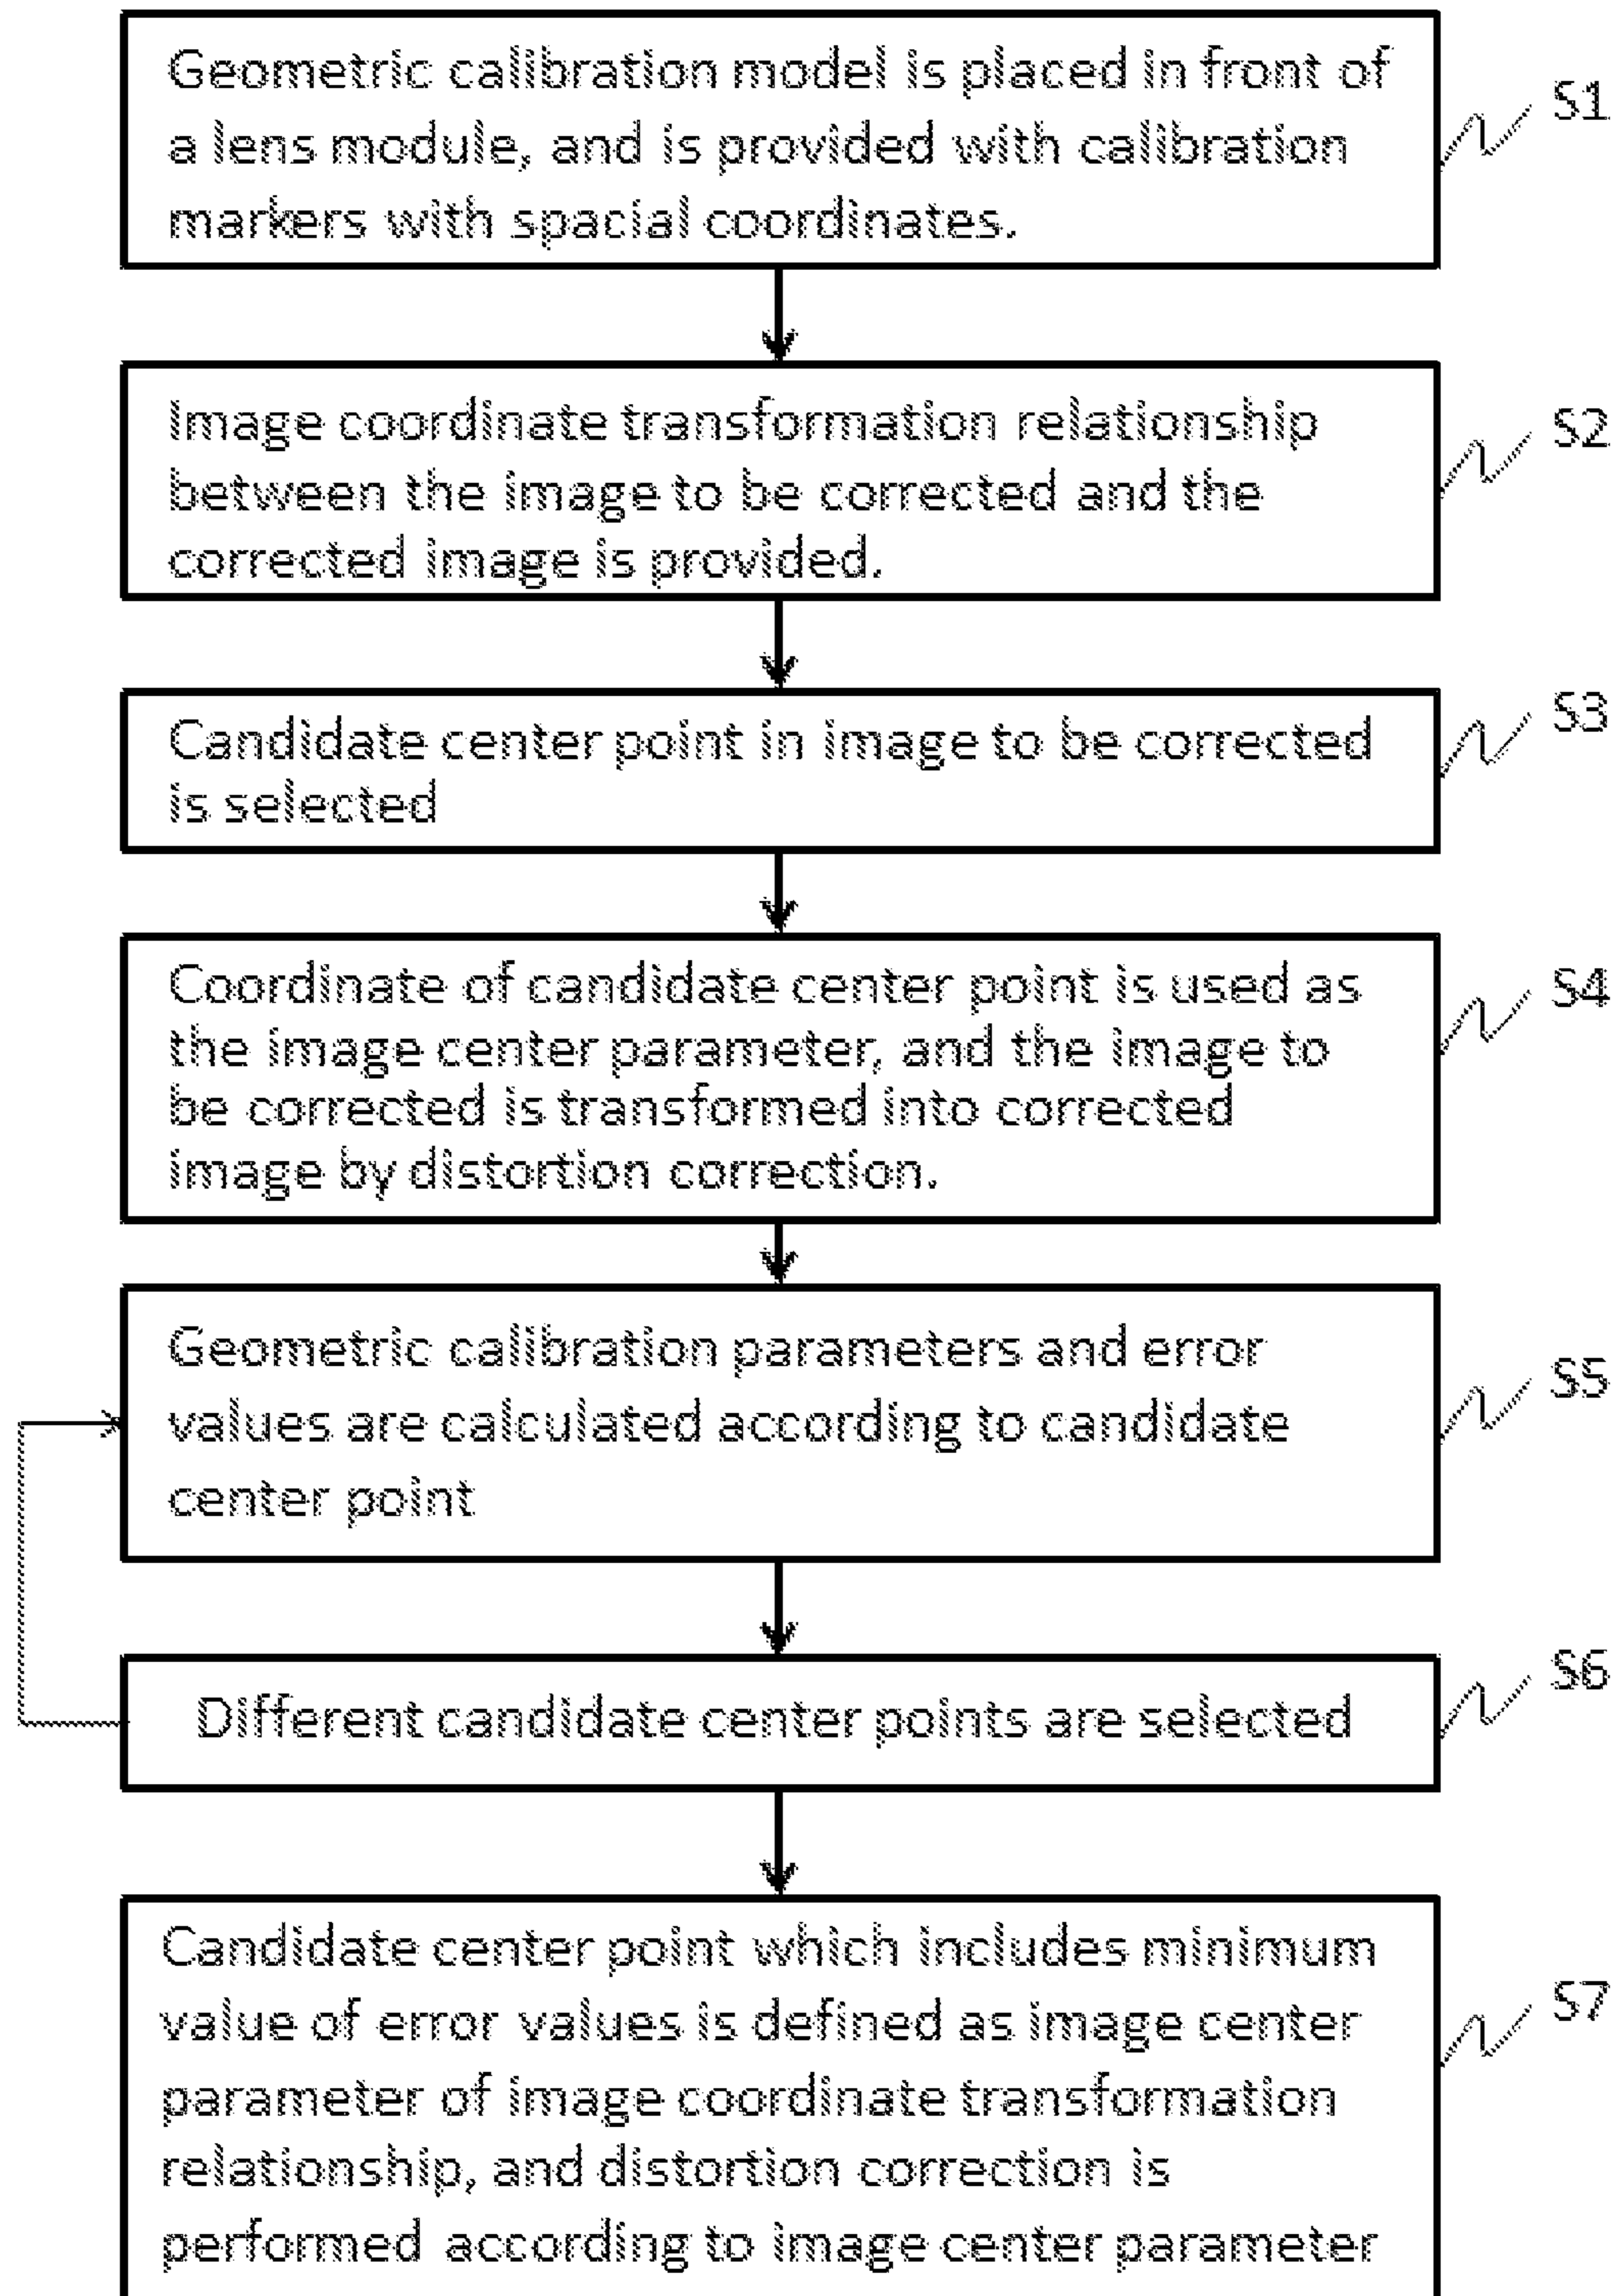 Geometric calibration model is placed in front of
a lens module, and is provided with calibration
markers with spacial coordinates.
S1
Image coordinate transformation relationship
between the image to be corrected and the
corrected image is provided.
S2
Candidate center point in image to be corrected
is selected
S3
Coordinate of candidate center point is used as
the image center parameter, and the image to
be corrected is transformed into corrected
image by distortion correction.
S4
Geometric calibration parameters and error
values are calculated according to candidate
center point
S5
Different candidate center points are selected
S6
Candidate center point which includes minimum
value of error values is defined as image center
parameter of image coordinate transformation
relationship, and distortion correction is
performed according to image center parameter
S7